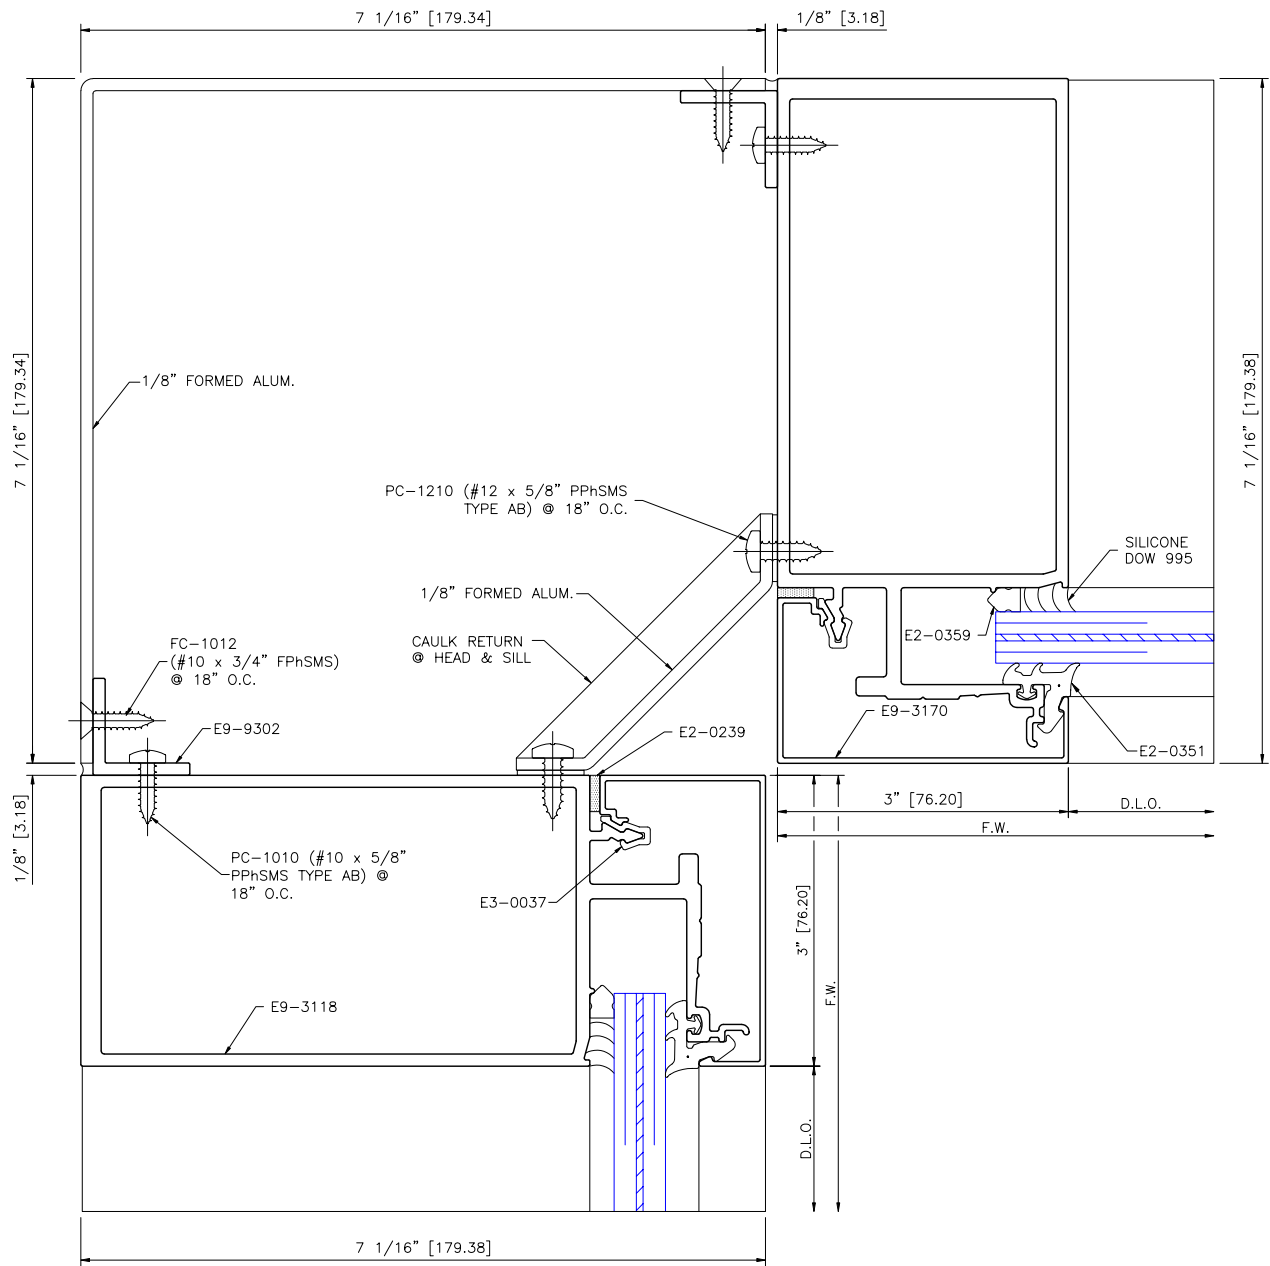 7 1/16” [179.34]
1/8” [3.18]
7 1/16” [179.34]
1/8” FORMED ALUM.
7 1/16” [179.38]
PC-1210 (#12 x 5/8” PPhSMS
TYPE AB) @ 18” O.C.
SILICONE
DOW 995
1/8” FORMED ALUM.
CAULK RETURN
@ HEAD & SILL
E2-0359
FC-1012
(#10 x 3/4” FPhSMS)
@ 18” O.C.
E9-9302
E9-3170
E2-0239
E2-0351
3” [76.20]
D.L.O.
F.W.
1/8” [3.18]
PC-1010 (#10 x 5/8”
PPhSMS TYPE AB) @
18” O.C.
E3-0037
3” [76.20]
F.W.
E9-3118
D.L.O.
7 1/16” [179.38]